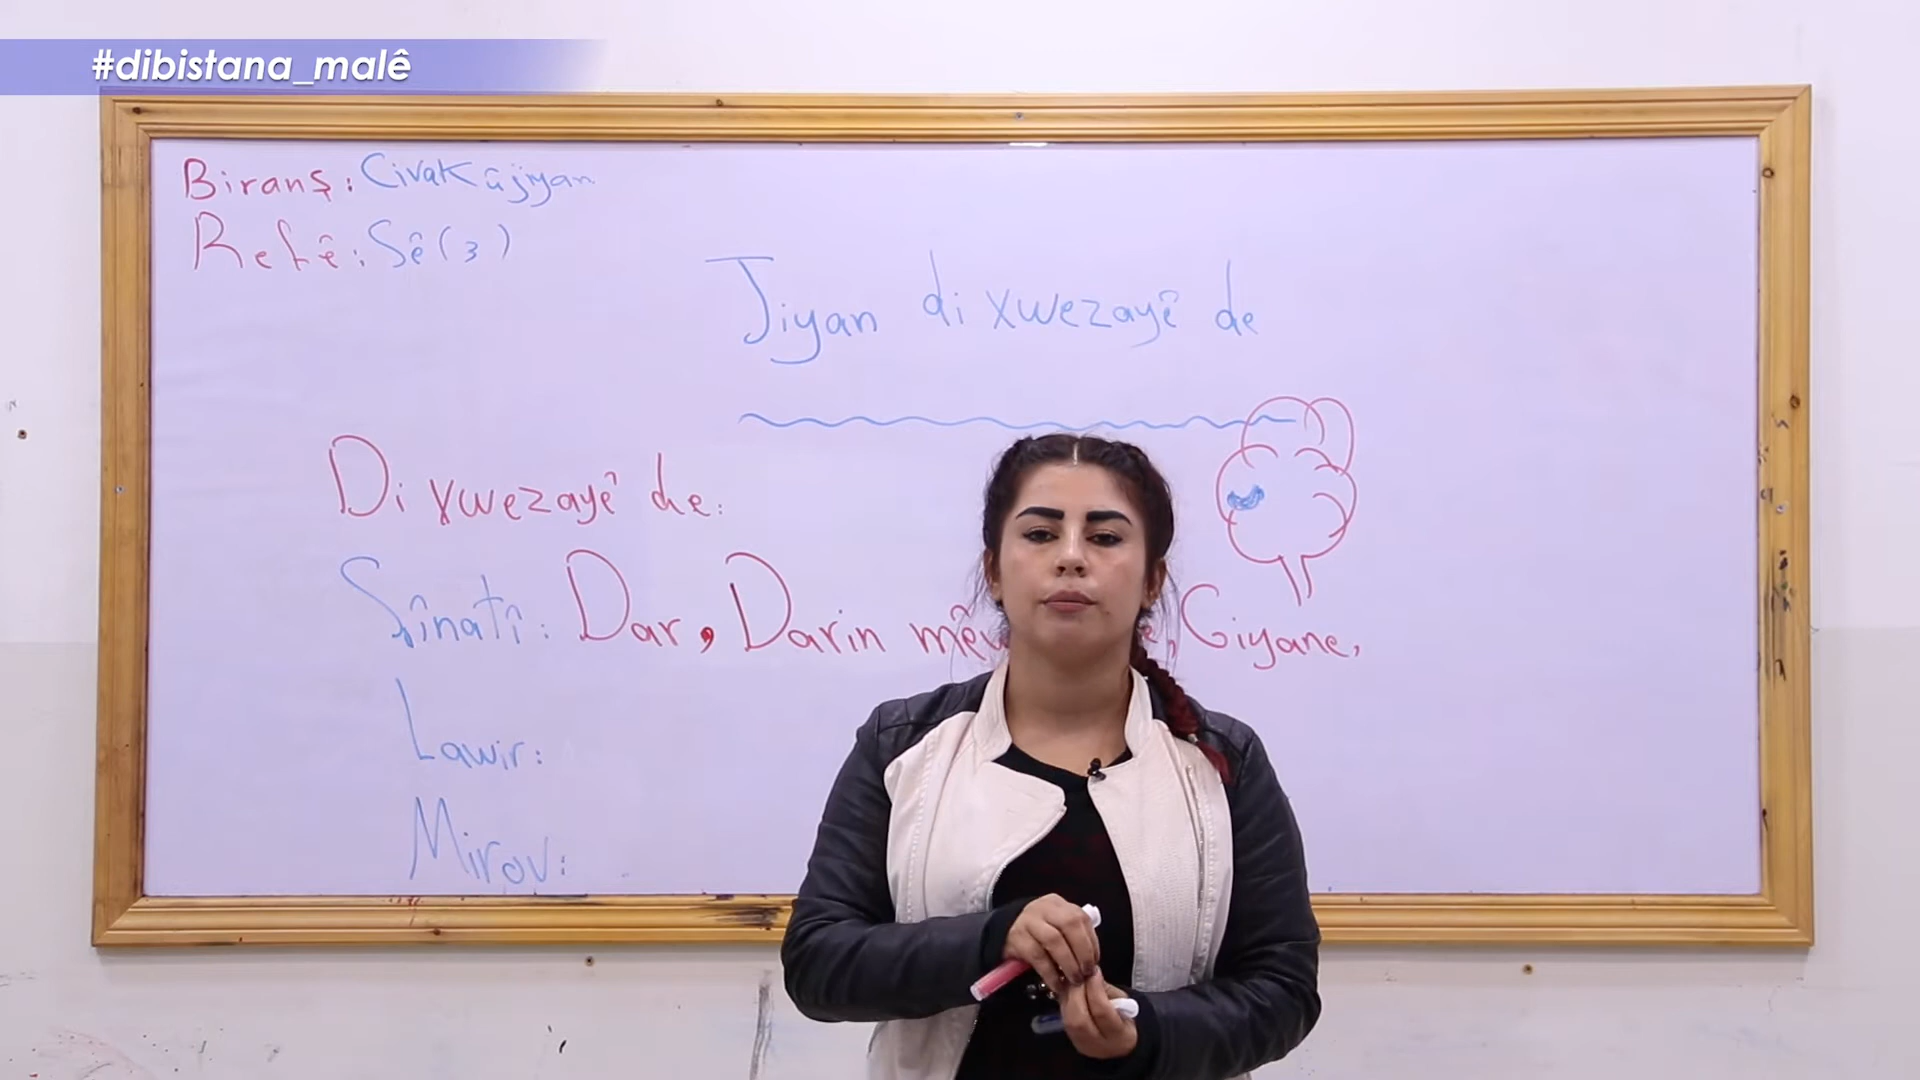 #dibistana_malê
Biranş: Civak û jiyan
Refê: Sê (3)
Jiyan di xwezayê de
Di xwezayê de:
Şînatî: Dar, Darin Giyane,
Lawir:
Mirov: